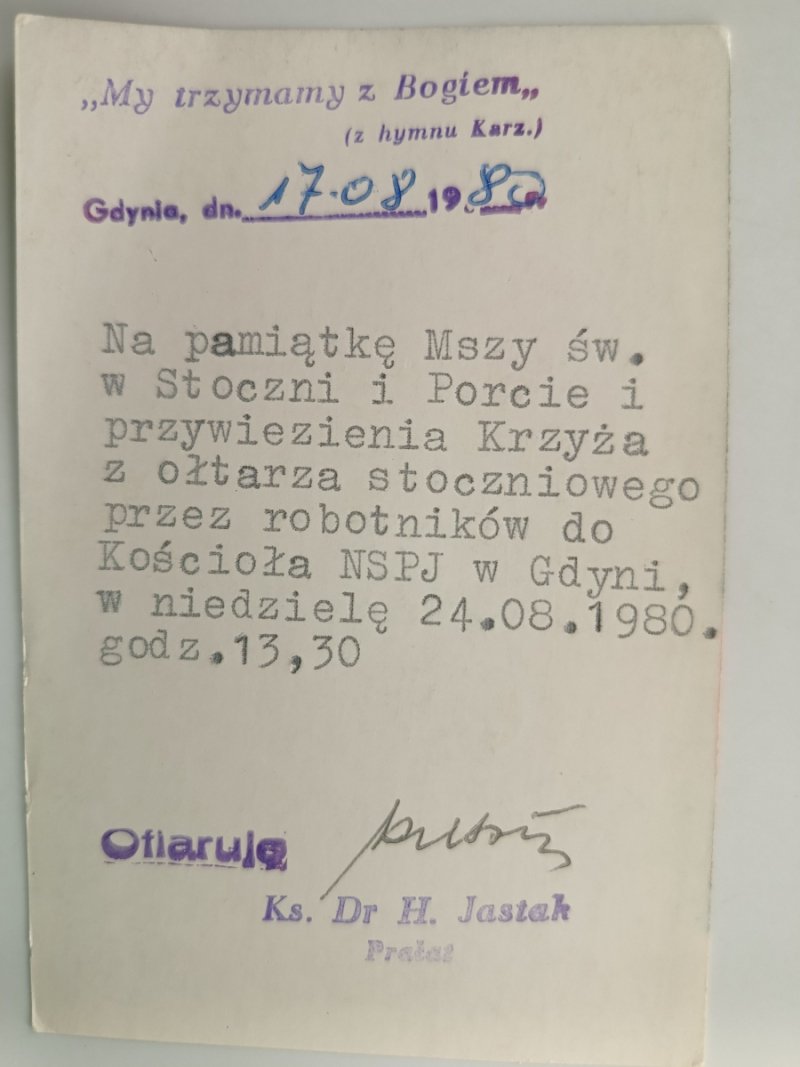 „My trzymamy z Bogiem„
(z hymnu Karz.)
Gdynia, dn. 17.08 1980 r.
Na pamiątkę Mszy św.
w Stoczni i Porcie i
przywiezienia Krzyża
z ołtarza stoczniowego
przez robotników do
Kościoła NSPJ w Gdyni,
w niedzielę 24.08.1980.
godz.13,30
Ofiaruję
Ks. Dr H. Jastak
Prałat